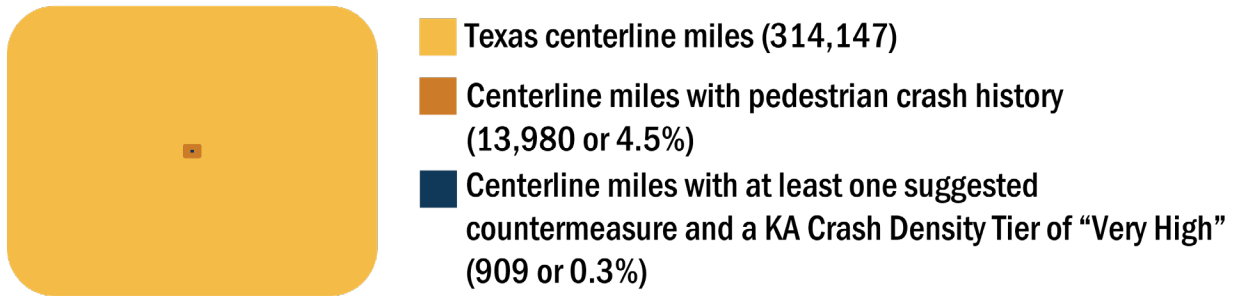 Texas centerline miles (314,147)
Centerline miles with pedestrian crash history
(13,980 or 4.5%)
Centerline miles with at least one suggested
countermeasure and a KA Crash Density Tier of “Very High”
(909 or 0.3%)